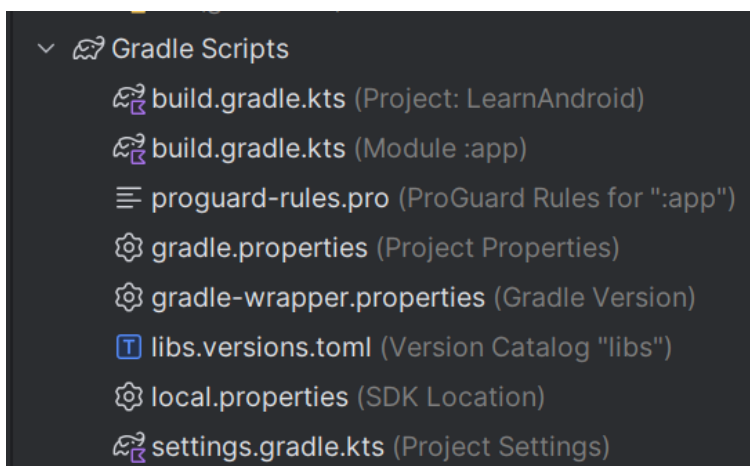 Gradle Scripts
build.gradle.kts (Project: LearnAndroid)
build.gradle.kts (Module :app)
proguard-rules.pro (ProGuard Rules for ":app")
gradle.properties (Project Properties)
gradle-wrapper.properties (Gradle Version)
libs.versions.toml (Version Catalog "libs")
local.properties (SDK Location)
settings.gradle.kts (Project Settings)